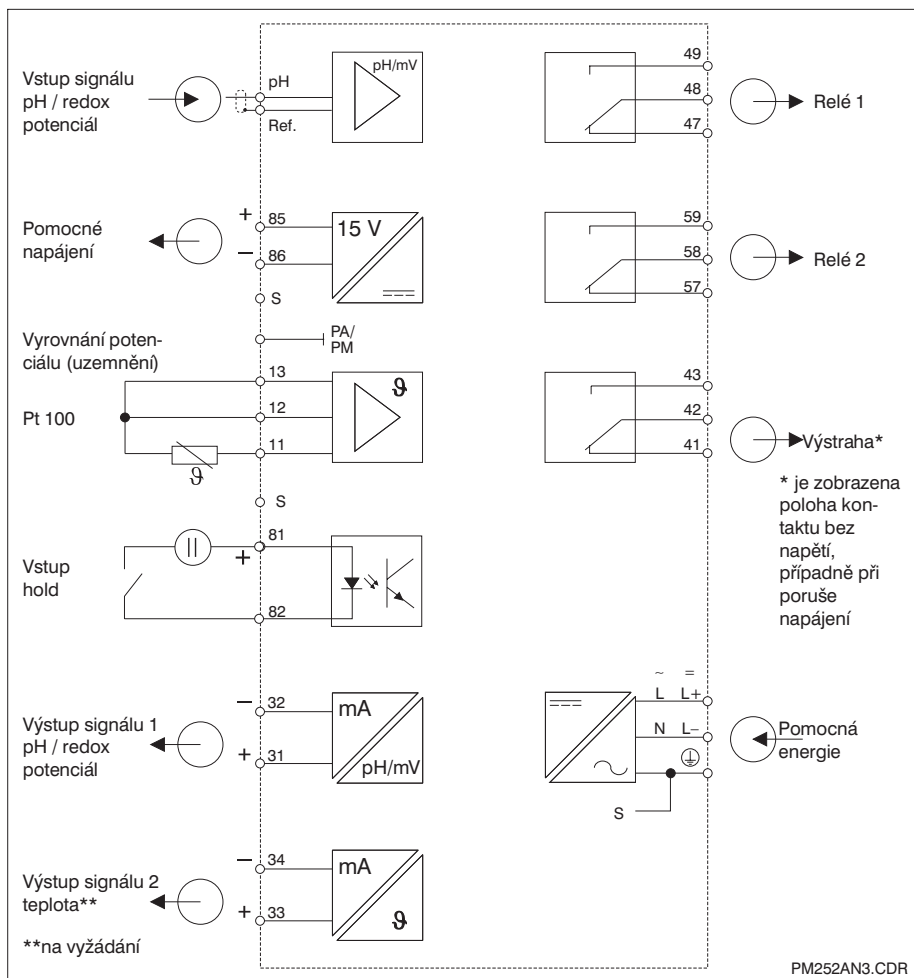 Vstup signálu
pH / redox
potenciál
pH
Ref.
pH/mV
49
48
47
Relé 1
Pomocné
napájení
+
85
–
86
15 V
S
59
58
57
Relé 2
Vyrovnání poten-
ciálu (uzemnění)
PA/
PM
Pt 100
13
12
11
ϑ
ϑ
S
43
42
41
Výstraha*
* je zobrazena
poloha kon-
taktu bez
napětí,
případně při
poruše
napájení
Vstup
hold
81
+
82
Výstup signálu 1
pH / redox
potenciál
–
32
+
31
mA
pH/mV
~ =
L L+
N L–
S
Pomocná
energie
Výstup signálu 2
teplota**
–
34
+
33
mA
ϑ
**na vyžádání
PM252AN3.CDR